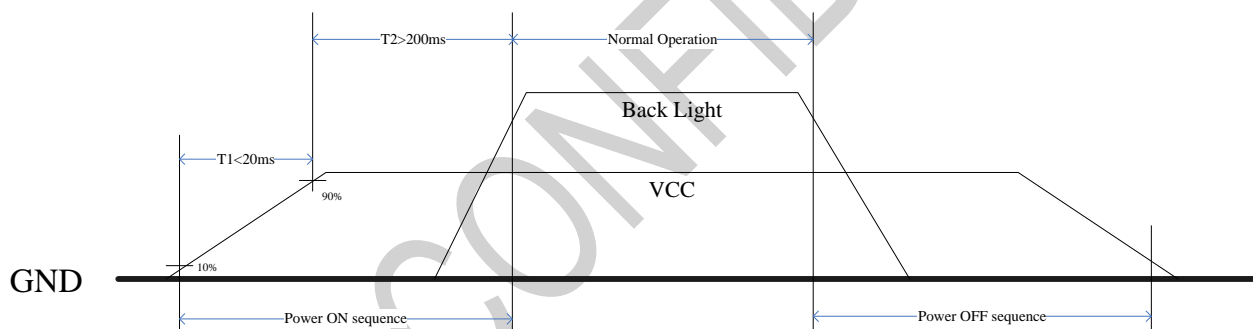 T2>200ms
Normal Operation
Back Light
T1<20ms
VCC
90%
10%
GND
Power ON sequence
Power OFF sequence